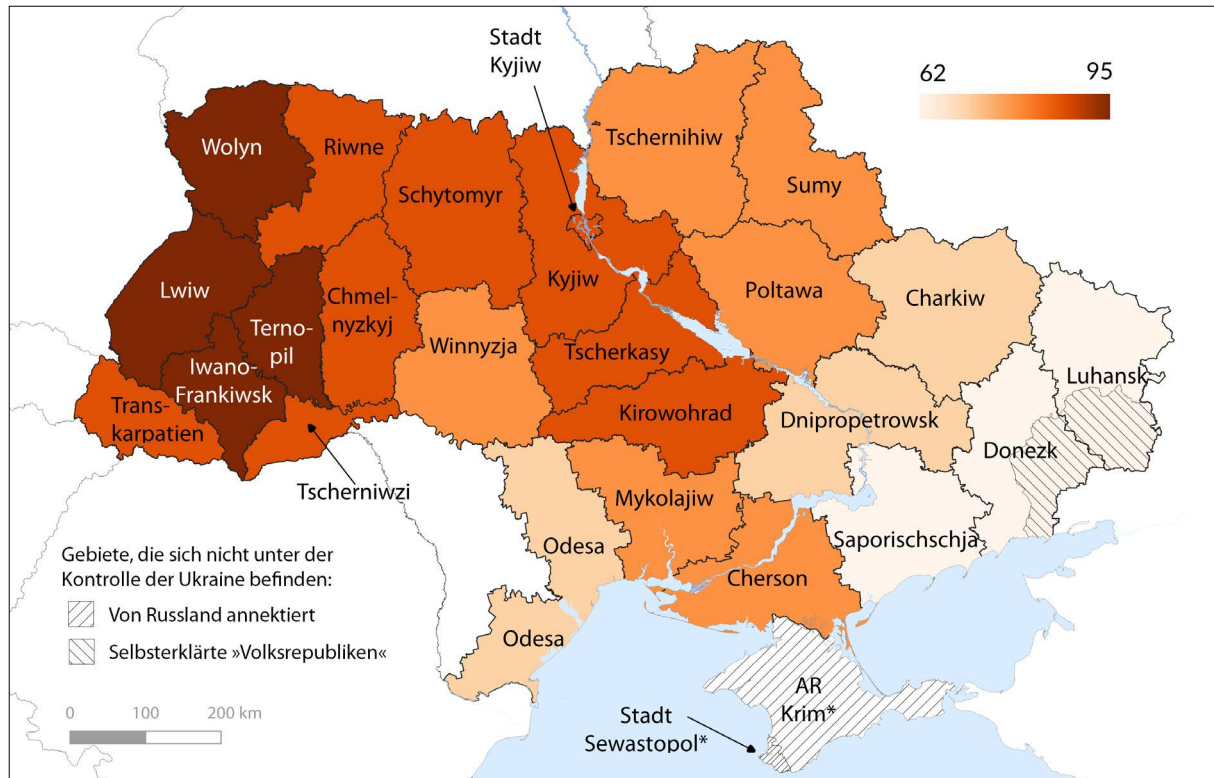 Stadt
Kyjiw
62
95
Wolyn
Riwne
Schytomyr
Tschernihiw
Sumy
Lwiw
Terno-
pil
Chmel-
nyzkyj
Kyjiw
Poltawa
Charkiw
Winnyzja
Tscherkasy
Iwano-
Frankiwsk
Trans-
karpatien
Kirowohrad
Dnipropetrowsk
Luhansk
Donezk
Tscherniwzi
Mykolajiw
Odesa
Saporischschja
Cherson
Odesa
Gebiete, die sich nicht unter der
Kontrolle der Ukraine befinden:
Von Russland annektiert
Selbsterklärte »Volksrepubliken«
0 100 200 km
AR
Krim*
Stadt
Sewastopol*